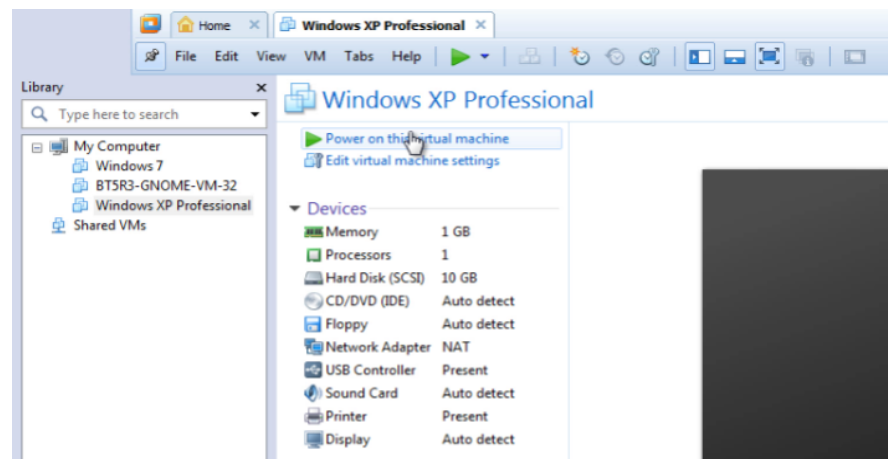 Home × Windows XP Professional ×
File Edit View VM Tabs Help
Library ×
Type here to search
My Computer
Windows 7
BT5R3-GNOME-VM-32
Windows XP Professional
Shared VMs
Windows XP Professional
Power on this virtual machine
Edit virtual machine settings
Devices
Memory 1 GB
Processors 1
Hard Disk (SCSI) 10 GB
CD/DVD (IDE) Auto detect
Floppy Auto detect
Network Adapter NAT
USB Controller Present
Sound Card Auto detect
Printer Present
Display Auto detect